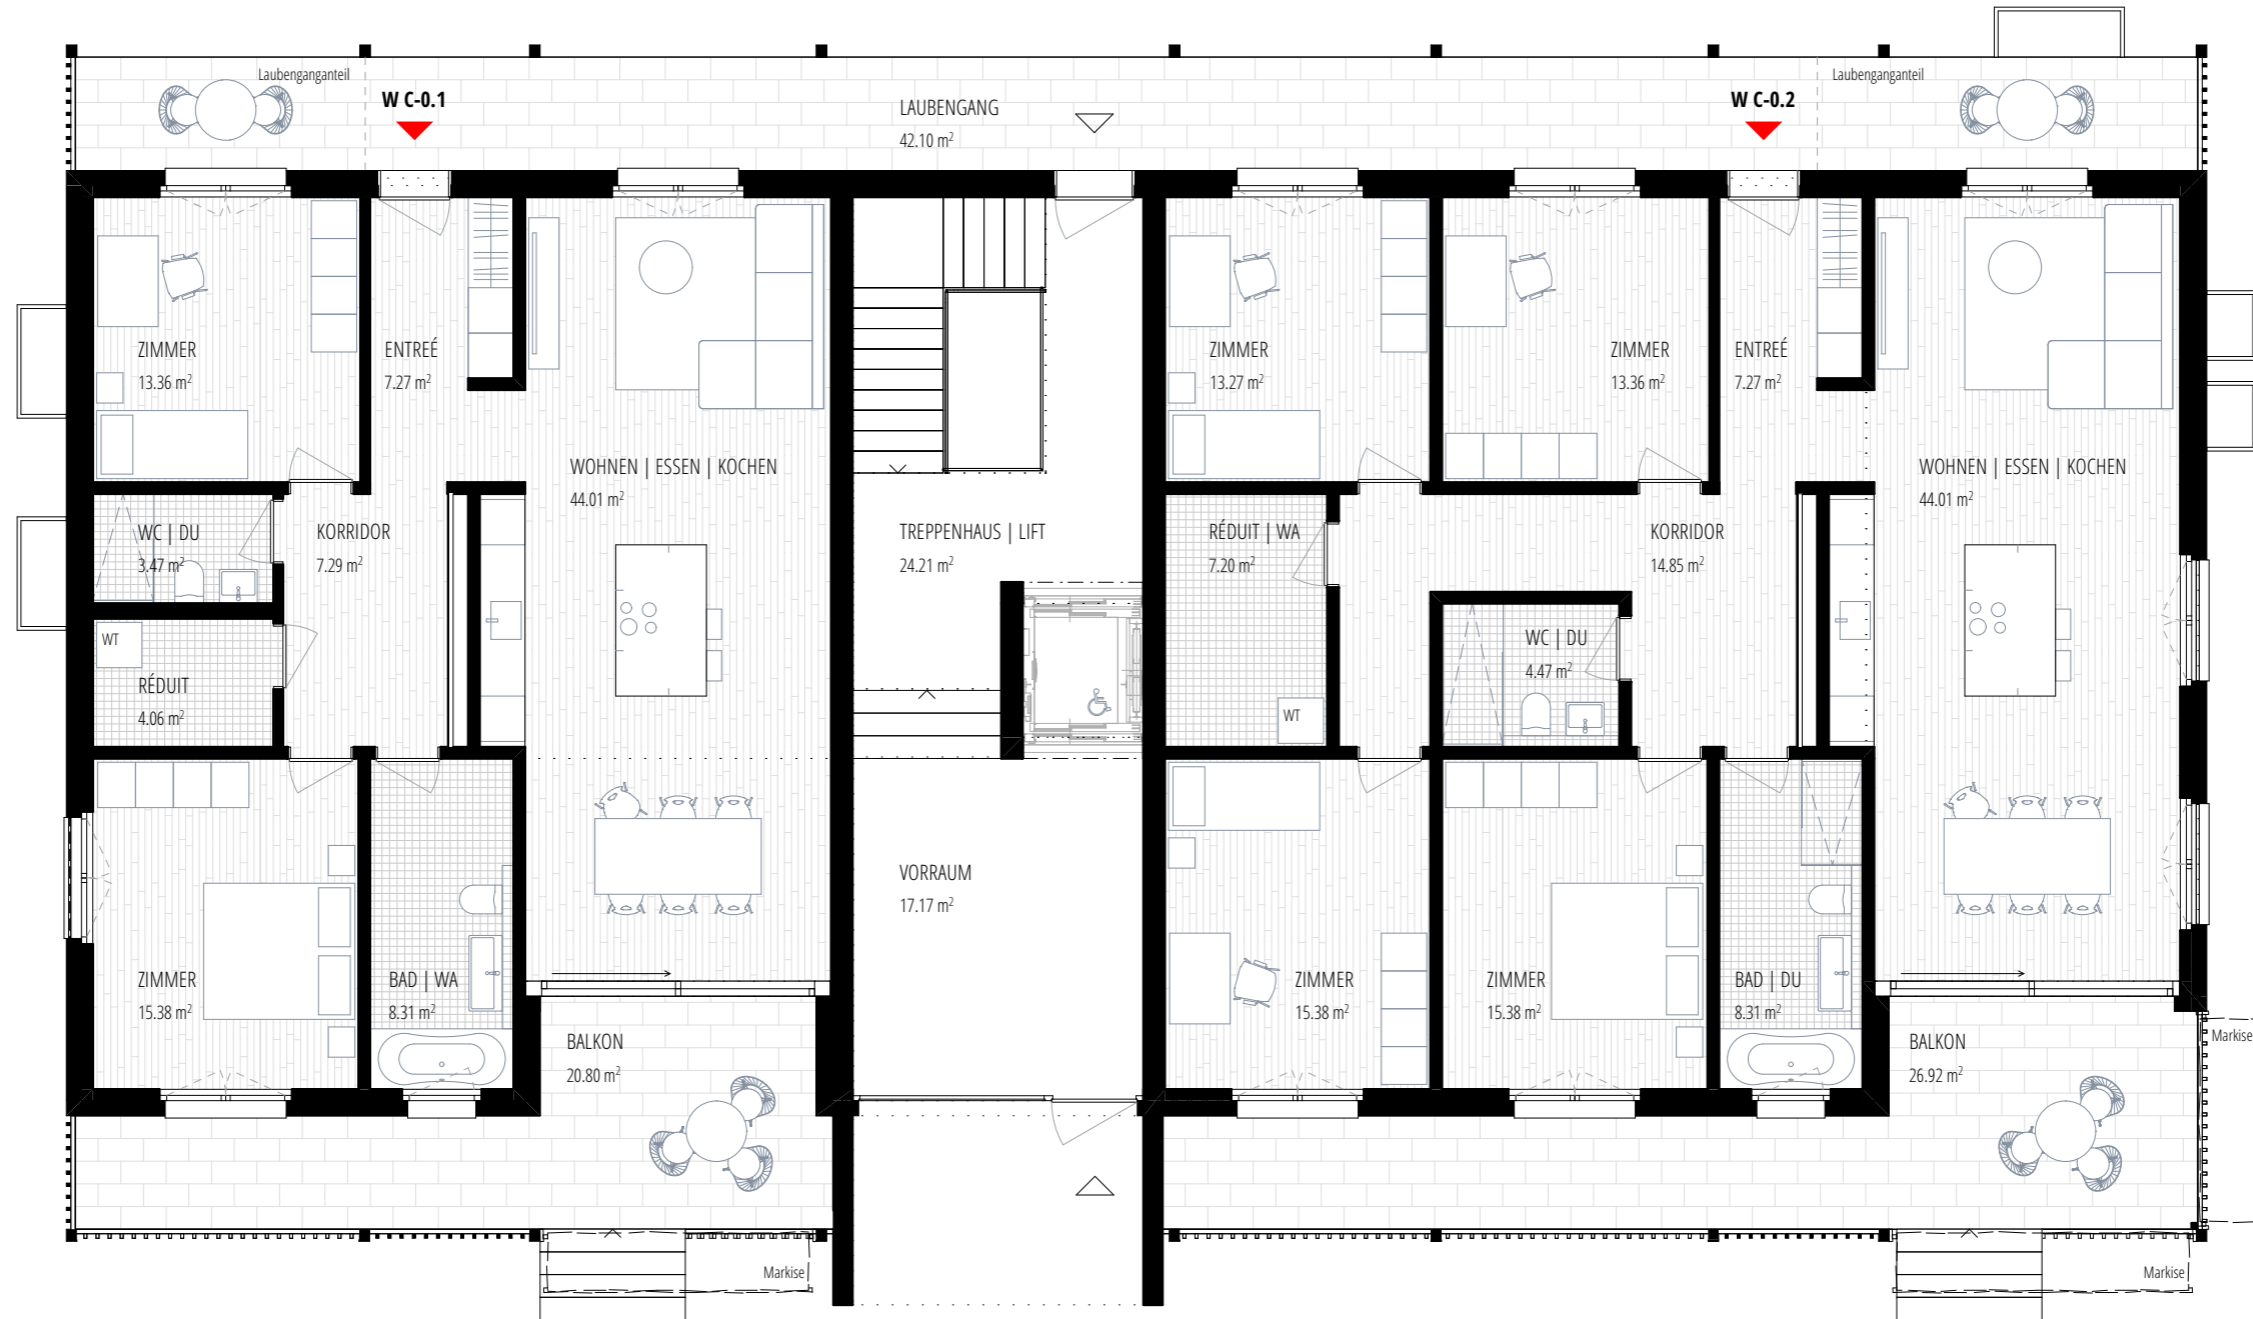 Laubenganganteil
W C-0.1
LAUBENGANG
42.10 m²
W C-0.2
Laubenganganteil
ZIMMER
13.36 m²
ENTREÉ
7.27 m²
WOHNEN | ESSEN | KOCHEN
44.01 m²
WC | DU
3.47 m²
KORRIDOR
7.29 m²
WT
RÉDUIT
4.06 m²
ZIMMER
15.38 m²
BAD | WA
8.31 m²
BALKON
20.80 m²
Markise
TREPPENHAUS | LIFT
24.21 m²
VORRAUM
17.17 m²
ZIMMER
13.27 m²
ZIMMER
13.36 m²
ENTREÉ
7.27 m²
WOHNEN | ESSEN | KOCHEN
44.01 m²
RÉDUIT | WA
7.20 m²
KORRIDOR
14.85 m²
WC | DU
4.47 m²
WT
ZIMMER
15.38 m²
ZIMMER
15.38 m²
BAD | DU
8.31 m²
BALKON
26.92 m²
Markise
Markise